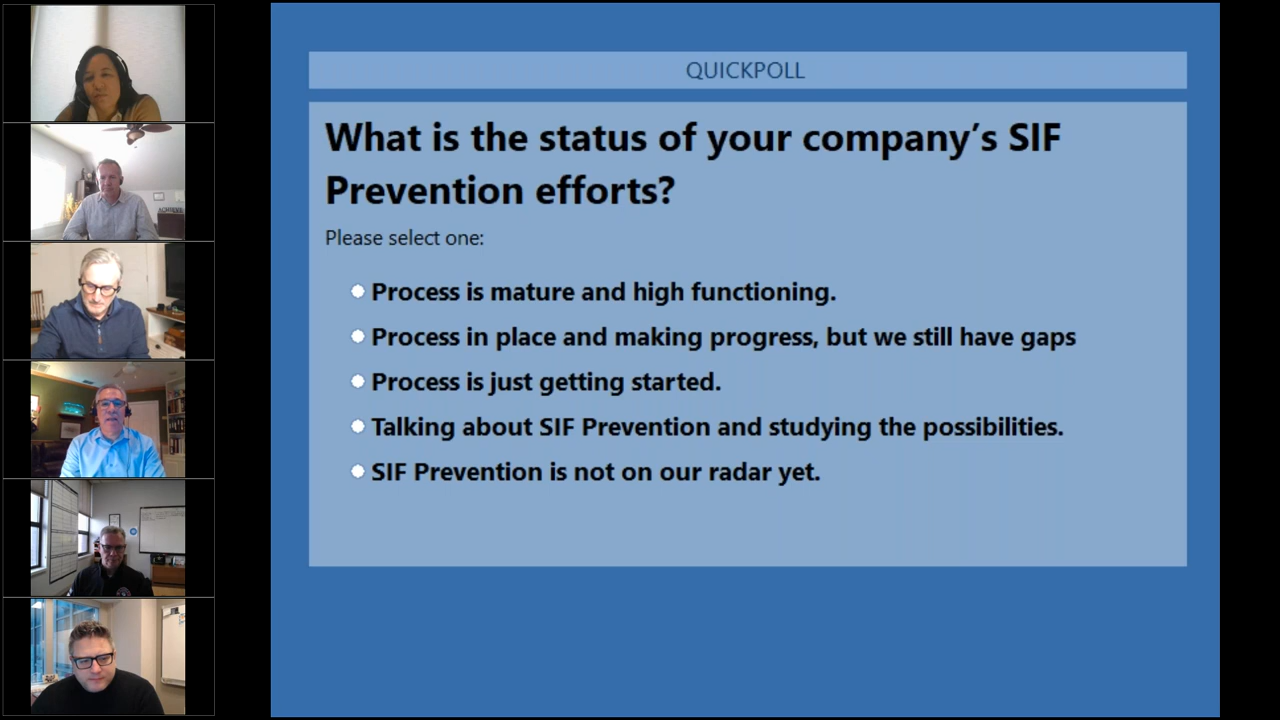 QUICKPOLL
What is the status of your company’s SIF
Prevention efforts?
Please select one:
Process is mature and high functioning.
Process in place and making progress, but we still have gaps
Process is just getting started.
Talking about SIF Prevention and studying the possibilities.
SIF Prevention is not on our radar yet.
ACHIEVE